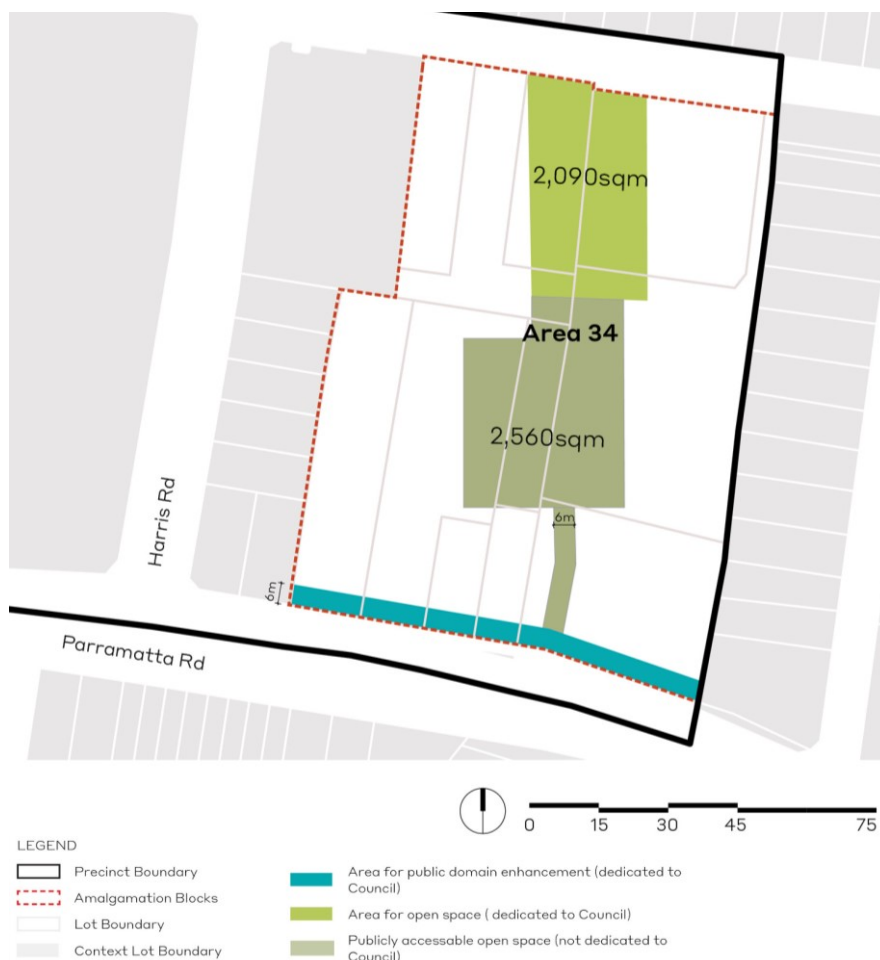 2,090sqm
Area 34
2,560sqm
6m
Harris Rd
6m
Parramatta Rd
0 15 30 45 75
LEGEND
Precinct Boundary
Amalgamation Blocks
Lot Boundary
Context Lot Boundary
Area for public domain enhancement (dedicated to
Council)
Area for open space ( dedicated to Council)
Publicly accessable open space (not dedicated to
Council)